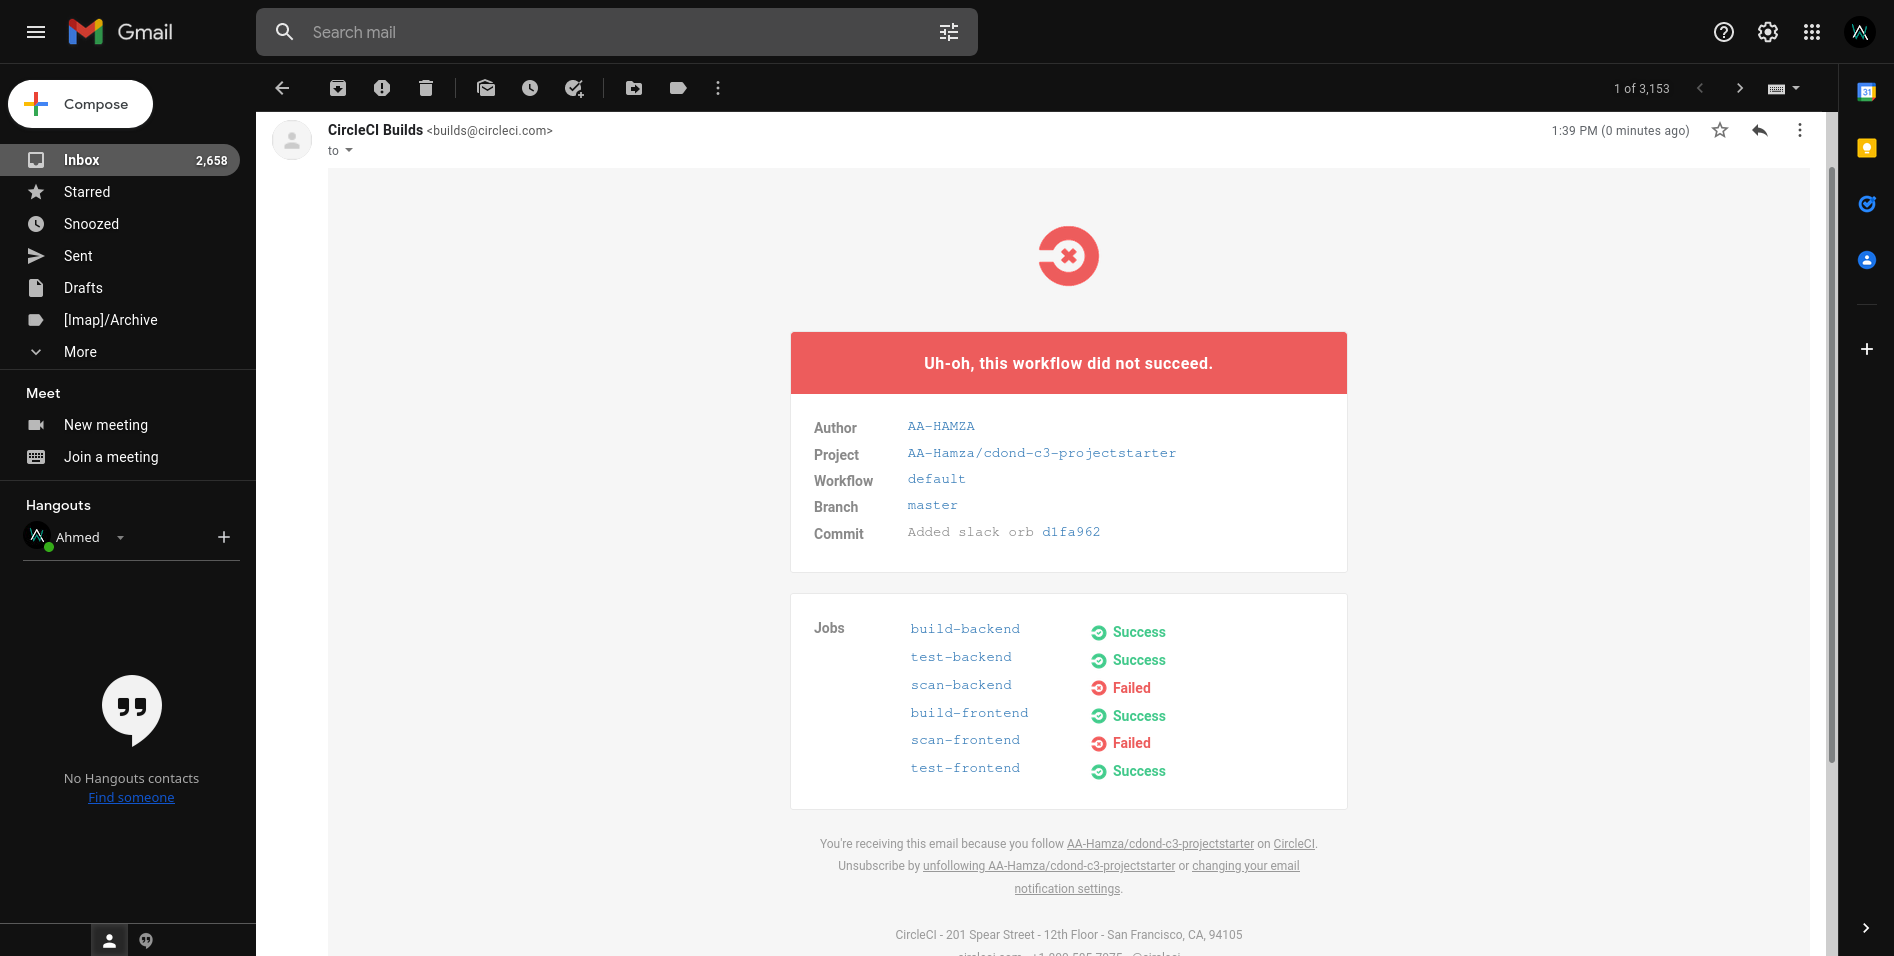 Gmail
Search mail
Compose
1 of 3,153
Inbox 2,658
Starred
Snoozed
Sent
Drafts
[Imap]/Archive
More
Meet
New meeting
Join a meeting
Hangouts
Ahmed
No Hangouts contacts
Find someone
CircleCI Builds <builds@circleci.com>
1:39 PM (0 minutes ago)
to
Uh-oh, this workflow did not succeed.
Author AA-HAMZA
Project AA-Hamza/cdond-c3-projectstarter
Workflow default
Branch master
Commit Added slack orb d1fa962
Jobs build-backend Success
test-backend Success
scan-backend Failed
build-frontend Success
scan-frontend Failed
test-frontend Success
You're receiving this email because you follow AA-Hamza/cdond-c3-projectstarter on CircleCI.
Unsubscribe by unfollowing AA-Hamza/cdond-c3-projectstarter or changing your email
notification settings.
CircleCI - 201 Spear Street - 12th Floor - San Francisco, CA, 94105
31